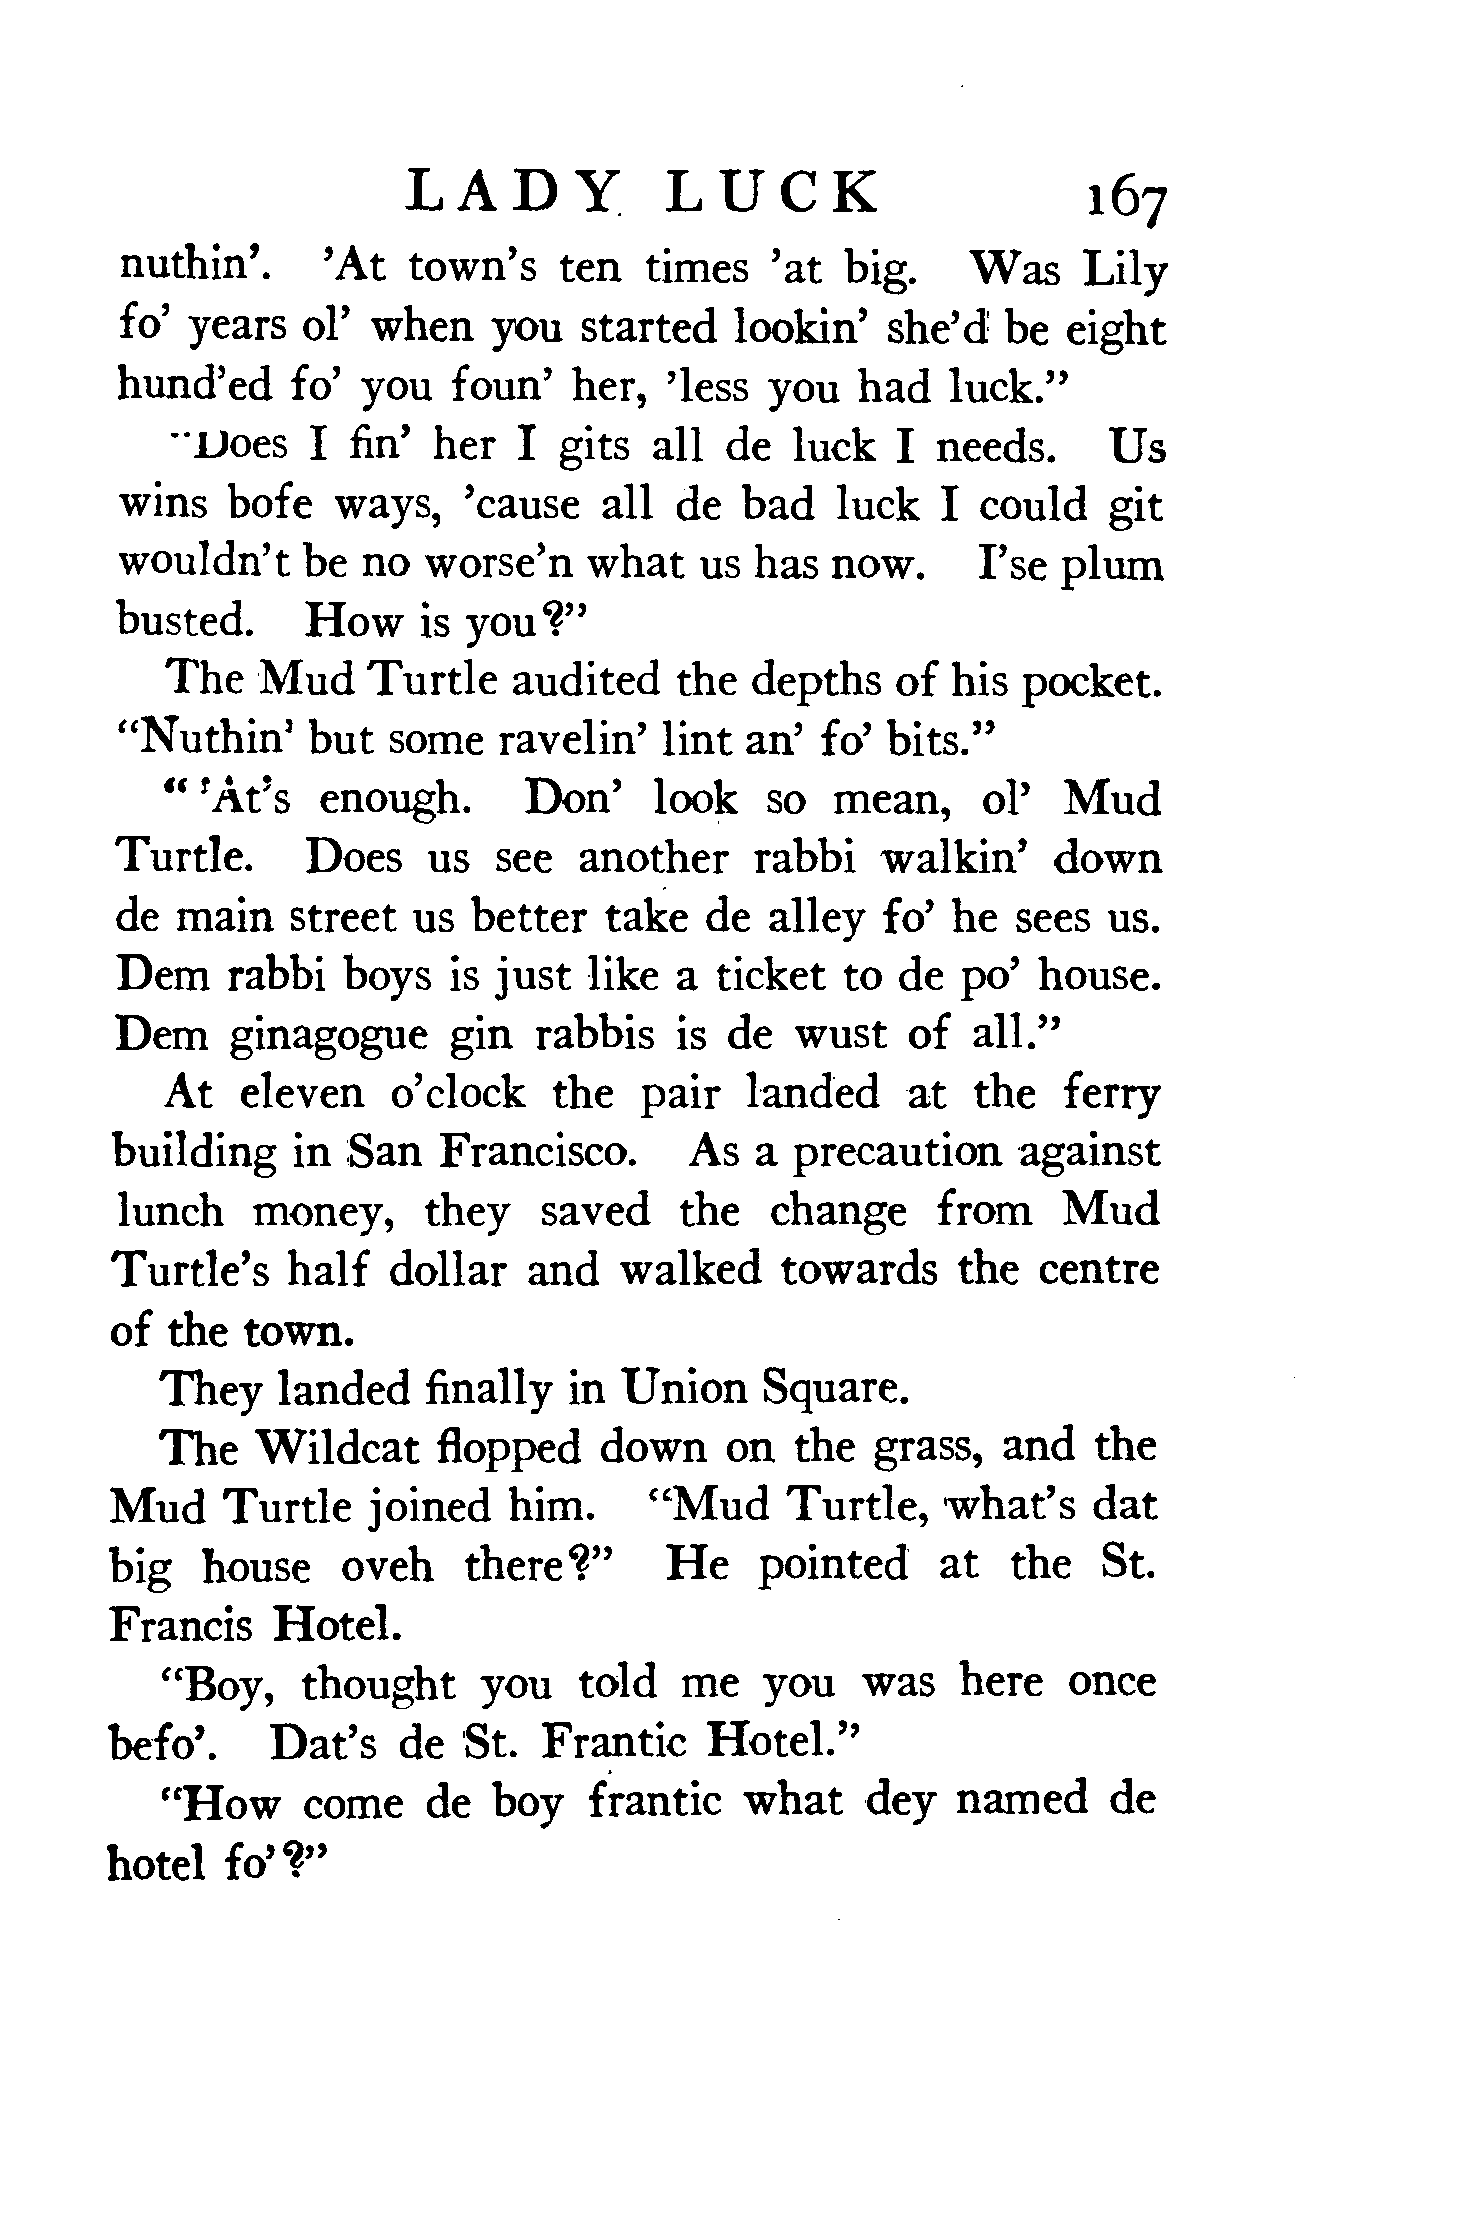 LADY LUCK 167
nuthin'. 'At town's ten times 'at big. Was Lily
fo' years ol' when you started lookin' she'd be eight
hund'ed fo' you foun' her, 'less you had luck."
"Does I fin' her I gits all de luck I needs. Us
wins bofe ways, 'cause all de bad luck I could git
wouldn't be no worse'n what us has now. I'se plum
busted. How is you?"
The Mud Turtle audited the depths of his pocket.
"Nuthin' but some ravelin' lint an' fo' bits."
"'At's enough. Don' look so mean, ol' Mud
Turtle. Does us see another rabbi walkin' down
de main street us better take de alley fo' he sees us.
Dem rabbi boys is just like a ticket to de po' house.
Dem ginagogue gin rabbis is de wust of all."
At eleven o'clock the pair landed at the ferry
building in San Francisco. As a precaution against
lunch money, they saved the change from Mud
Turtle's half dollar and walked towards the centre
of the town.
They landed finally in Union Square.
The Wildcat flopped down on the grass, and the
Mud Turtle joined him. "Mud Turtle, what's dat
big house oveh there?" He pointed at the St.
Francis Hotel.
"Boy, thought you told me you was here once
befo'. Dat's de St. Frantic Hotel."
"How come de boy frantic what dey named de
hotel fo'?"